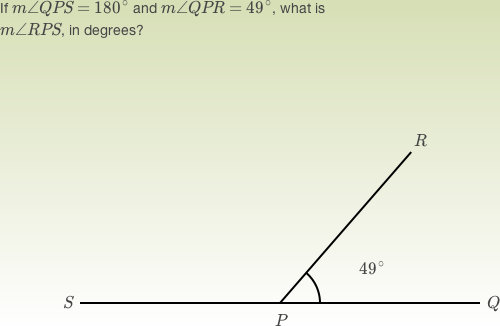 If m∠QPS = 180° and m∠QPR = 49°, what is
m∠RPS, in degrees?
R
49°
S
Q
P